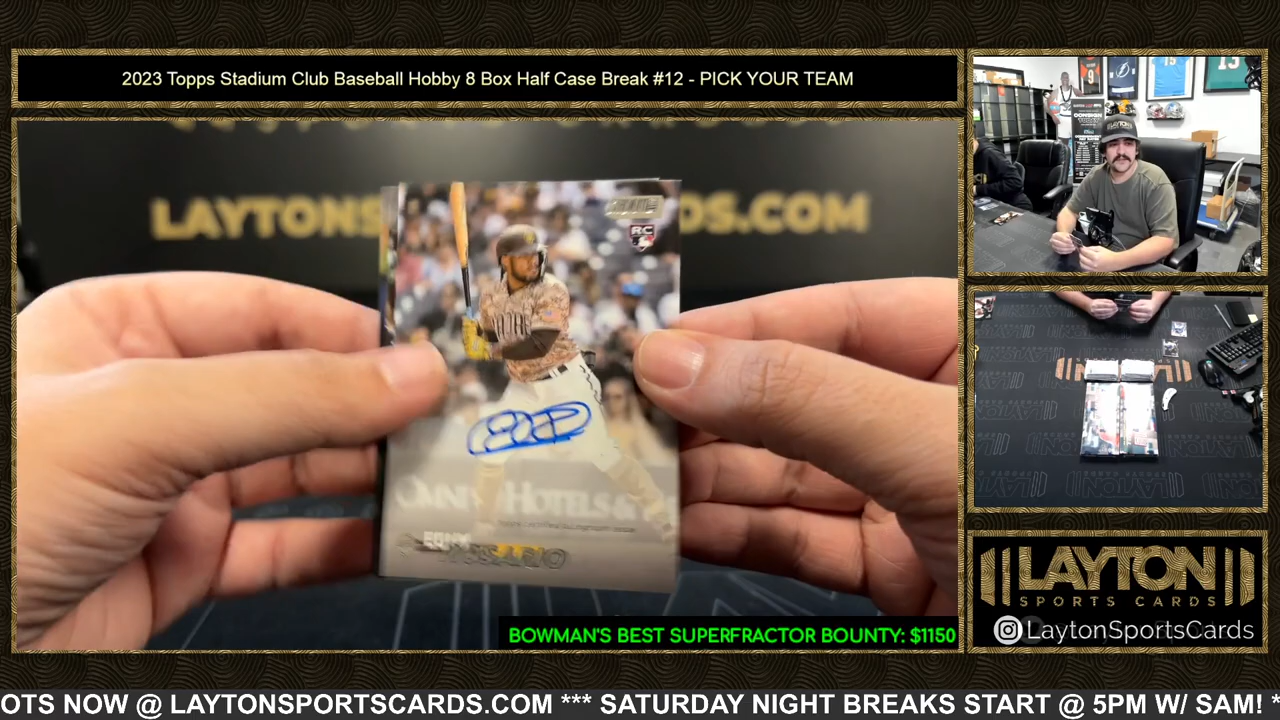 2023 Topps Stadium Club Baseball Hobby 8 Box Half Case Break #12 - PICK YOUR TEAM
LAYTONS
DS.COM
RC
HOTELS &
ROSARIO
BOWMAN'S BEST SUPERFRACTOR BOUNTY: $1150
LAYTON
SPORTS CARDS
LaytonSportsCards
OTS NOW @ LAYTONSPORTSCARDS.COM *** SATURDAY NIGHT BREAKS START @ 5PM W/ SAM! *